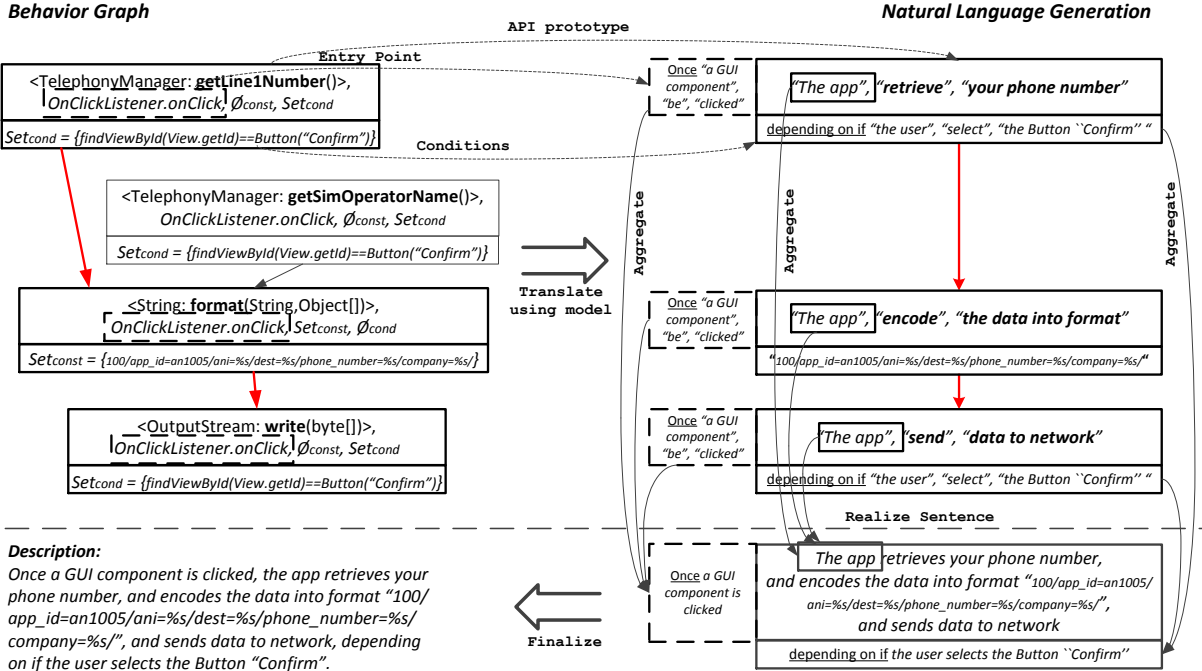 Behavior Graph
Natural Language Generation
API prototype
Entry Point
<TelephonyManager: getLine1Number()>,
OnClickListener.onClick, Øconst, Setcond
Setcond = {findViewById(View.getId)==Button(“Confirm”)}
Conditions
Once “a GUI
component”,
“be”, “clicked”
“The app”, “retrieve”, “your phone number”
depending on if “the user”, “select”, “the Button ``Confirm’’ “
<TelephonyManager: getSimOperatorName()>,
OnClickListener.onClick, Øconst, Setcond
Setcond = {findViewById(View.getId)==Button(“Confirm”)}
Translate
using model
Aggregate
Aggregate
Aggregate
<String: format(String,Object[])>,
OnClickListener.onClick, Setconst, Øcond
Setconst = {100/app_id=an1005/ani=%s/dest=%s/phone_number=%s/company=%s/}
Once “a GUI
component”,
“be”, “clicked”
“The app”, “encode”, “the data into format”
“100/app_id=an1005/ani=%s/dest=%s/phone_number=%s/company=%s/“
<OutputStream: write(byte[])>,
OnClickListener.onClick, Øconst, Setcond
Setcond = {findViewById(View.getId)==Button(“Confirm”)}
Once “a GUI
component”,
“be”, “clicked”
“The app”, “send”, “data to network”
depending on if “the user”, “select”, “the Button ``Confirm’’ “
Realize Sentence
Description:
Once a GUI component is clicked, the app retrieves your
phone number, and encodes the data into format “100/
app_id=an1005/ani=%s/dest=%s/phone_number=%s/
company=%s/”, and sends data to network, depending
on if the user selects the Button “Confirm”.
Finalize
Once a GUI
component is
clicked
The app retrieves your phone number,
and encodes the data into format “100/app_id=an1005/
ani=%s/dest=%s/phone_number=%s/company=%s/”,
and sends data to network
depending on if the user selects the Button ``Confirm’’